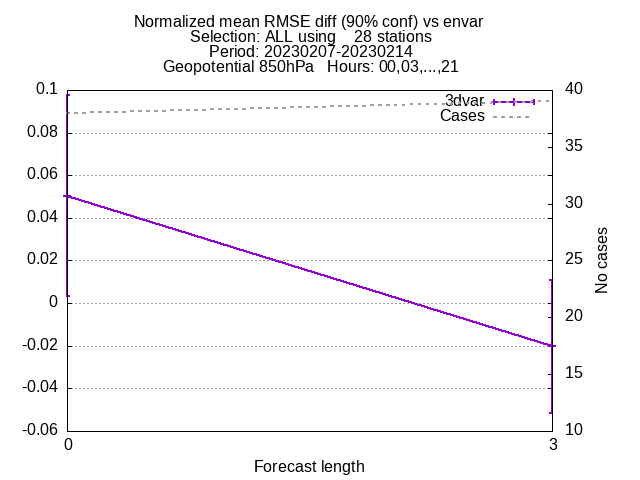 Normalized mean RMSE diff (90% conf) vs envar
Selection: ALL using    28 stations
Period: 20230207-20230214
Geopotential 850hPa   Hours: 00,03,...,21
3dvar
Cases
0.1
0.08
0.06
0.04
0.02
0
-0.02
-0.04
-0.06
40
35
30
25
20
15
10
No cases
0
3
Forecast length